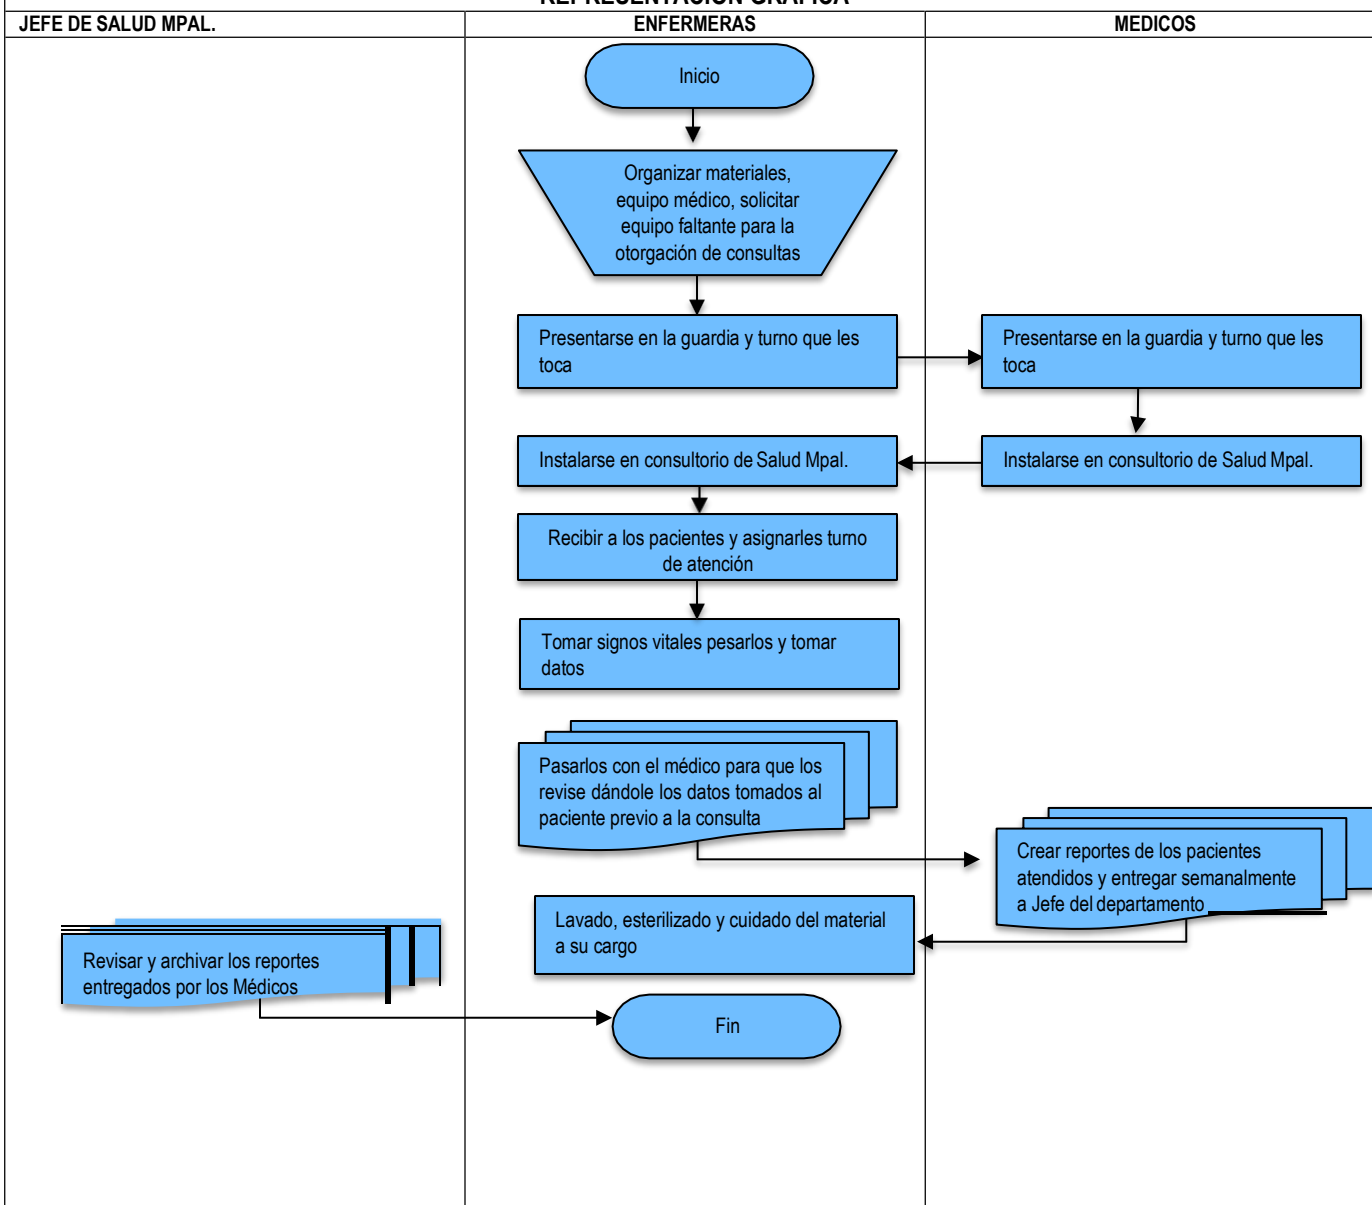 REPRESENTACIÓN GRÁFICA
JEFE DE SALUD MPAL.
ENFERMERAS
MEDICOS
Inicio
Organizar materiales,
equipo médico, solicitar
equipo faltante para la
otorgación de consultas
Presentarse en la guardia y turno que les
toca
Presentarse en la guardia y turno que les
toca
Instalarse en consultorio de Salud Mpal.
Instalarse en consultorio de Salud Mpal.
Recibir a los pacientes y asignarles turno
de atención
Tomar signos vitales pesarlos y tomar
datos
Pasarlos con el médico para que los
revise dándole los datos tomados al
paciente previo a la consulta
Crear reportes de los pacientes
atendidos y entregar semanalmente
a Jefe del departamento
Lavado, esterilizado y cuidado del material
a su cargo
Revisar y archivar los reportes
entregados por los Médicos
Fin